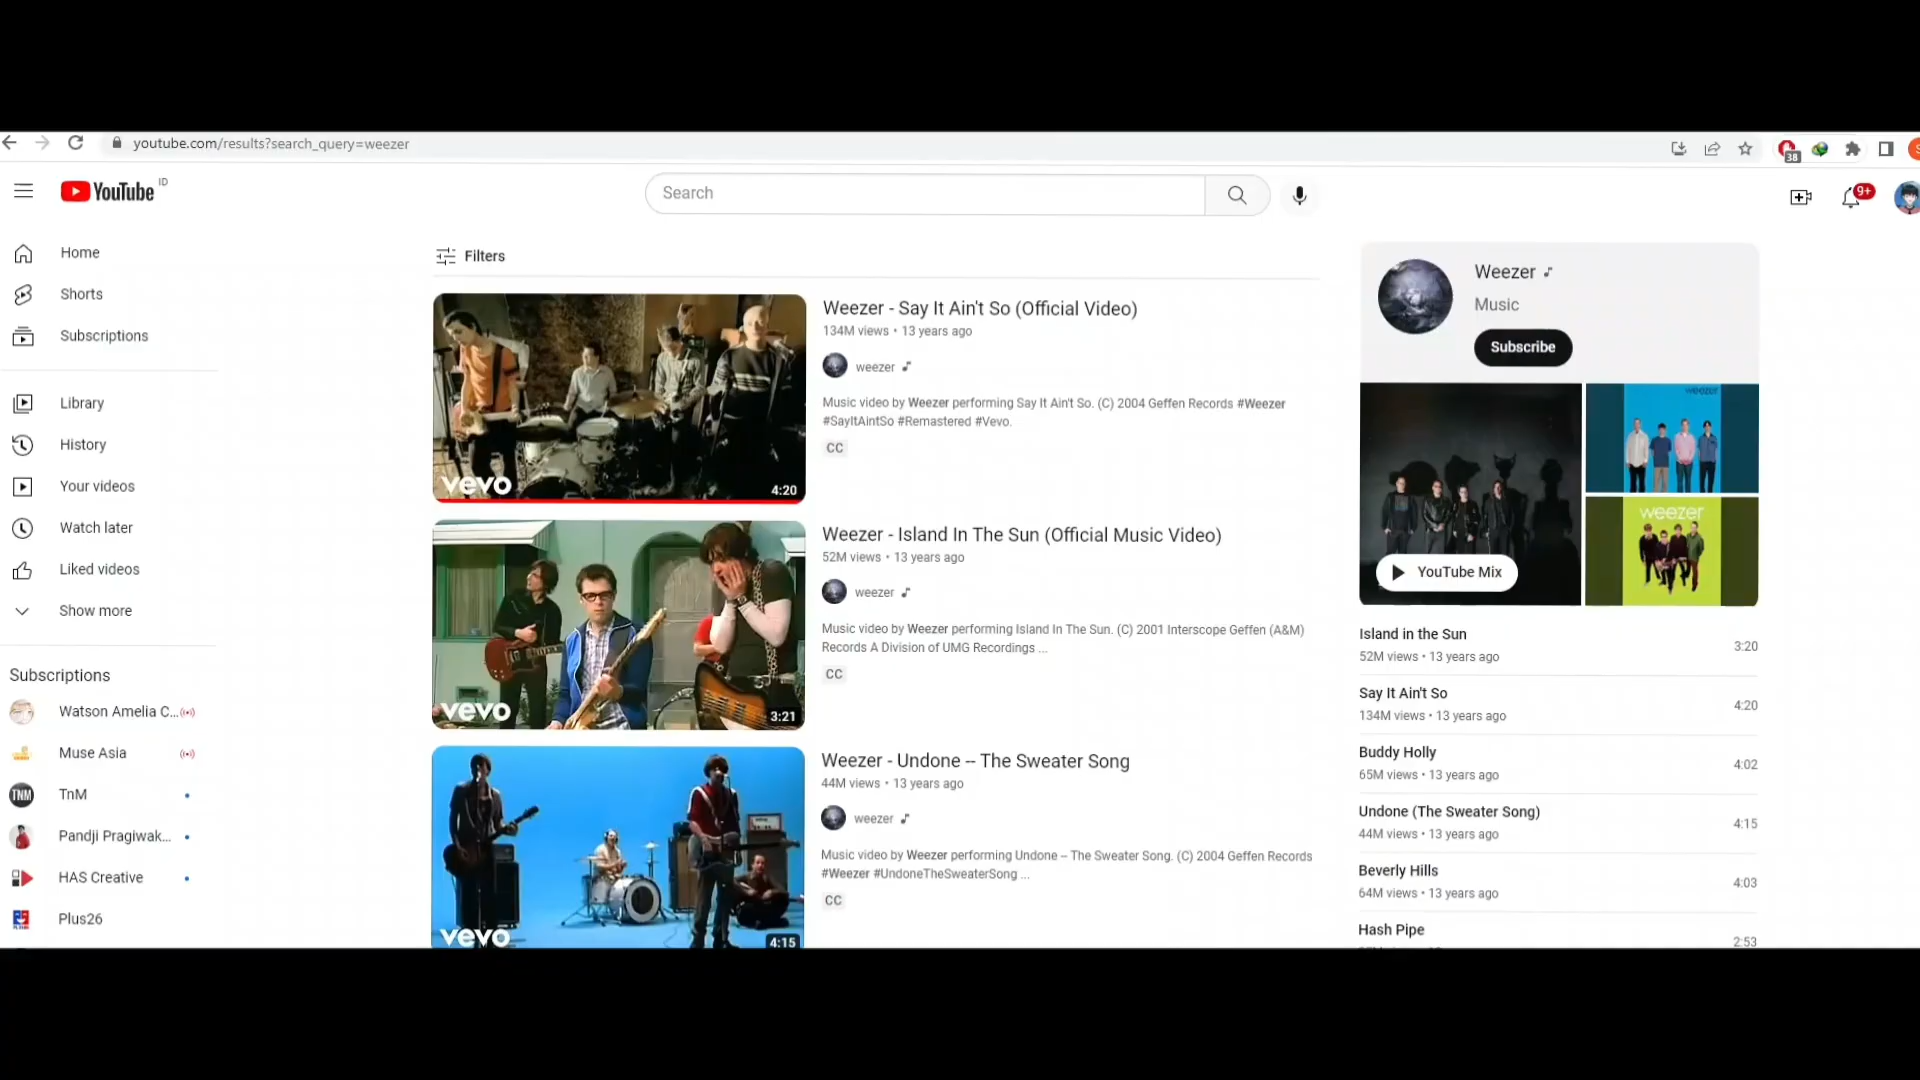 youtube.com/results?search_query=weezer
38
YouTube ID
Search
9+
Home
Shorts
Subscriptions
Library
History
Your videos
Watch later
Liked videos
Show more
Subscriptions
Watson Amelia C...
Muse Asia
TNM
TnM
Pandji Pragiwak...
HAS Creative
Plus26
Filters
vevo
4:20
Weezer - Say It Ain't So (Official Video)
134M views • 13 years ago
weezer
Music video by Weezer performing Say It Ain't So. (C) 2004 Geffen Records #Weezer
#SayItAintSo #Remastered #Vevo.
CC
vevo
3:21
Weezer - Island In The Sun (Official Music Video)
52M views • 13 years ago
weezer
Music video by Weezer performing Island In The Sun. (C) 2001 Interscope Geffen (A&M)
Records A Division of UMG Recordings ...
CC
vevo
4:15
Weezer - Undone -- The Sweater Song
44M views • 13 years ago
weezer
Music video by Weezer performing Undone -- The Sweater Song. (C) 2004 Geffen Records
#Weezer #UndoneTheSweaterSong ...
CC
Weezer
Music
Subscribe
YouTube Mix
weezer
weezer
Island in the Sun
52M views • 13 years ago
3:20
Say It Ain't So
134M views • 13 years ago
4:20
Buddy Holly
65M views • 13 years ago
4:02
Undone (The Sweater Song)
44M views • 13 years ago
4:15
Beverly Hills
64M views • 13 years ago
4:03
Hash Pipe
2:53